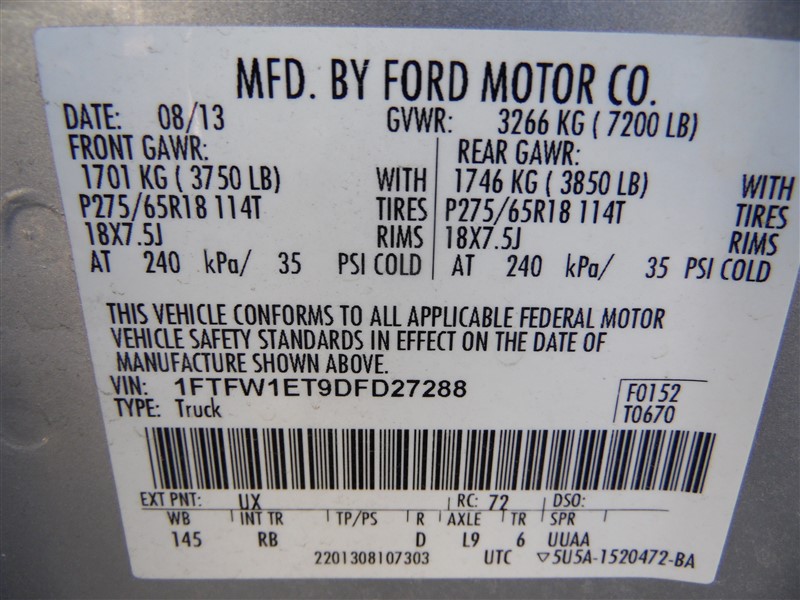 MFD. BY FORD MOTOR CO.
DATE: 08/13 GVWR: 3266 KG ( 7200 LB)
FRONT GAWR: REAR GAWR:
1701 KG ( 3750 LB) WITH 1746 KG ( 3850 LB) WITH
P275/65R18 114T TIRES P275/65R18 114T TIRES
18X7.5J RIMS 18X7.5J RIMS
AT 240 kPa/ 35 PSI COLD AT 240 kPa/ 35 PSI COLD
THIS VEHICLE CONFORMS TO ALL APPLICABLE FEDERAL MOTOR
VEHICLE SAFETY STANDARDS IN EFFECT ON THE DATE OF
MANUFACTURE SHOWN ABOVE.
VIN: 1FTFW1ET9DFD27288 F0152
TYPE: Truck T0670
EXT PNT: UX RC: 72 DSO:
WB INT TR TP/PS R AXLE TR SPR
145 RB D L9 6 UUAA
2201308107303 UTC ▽5U5A-1520472-BA